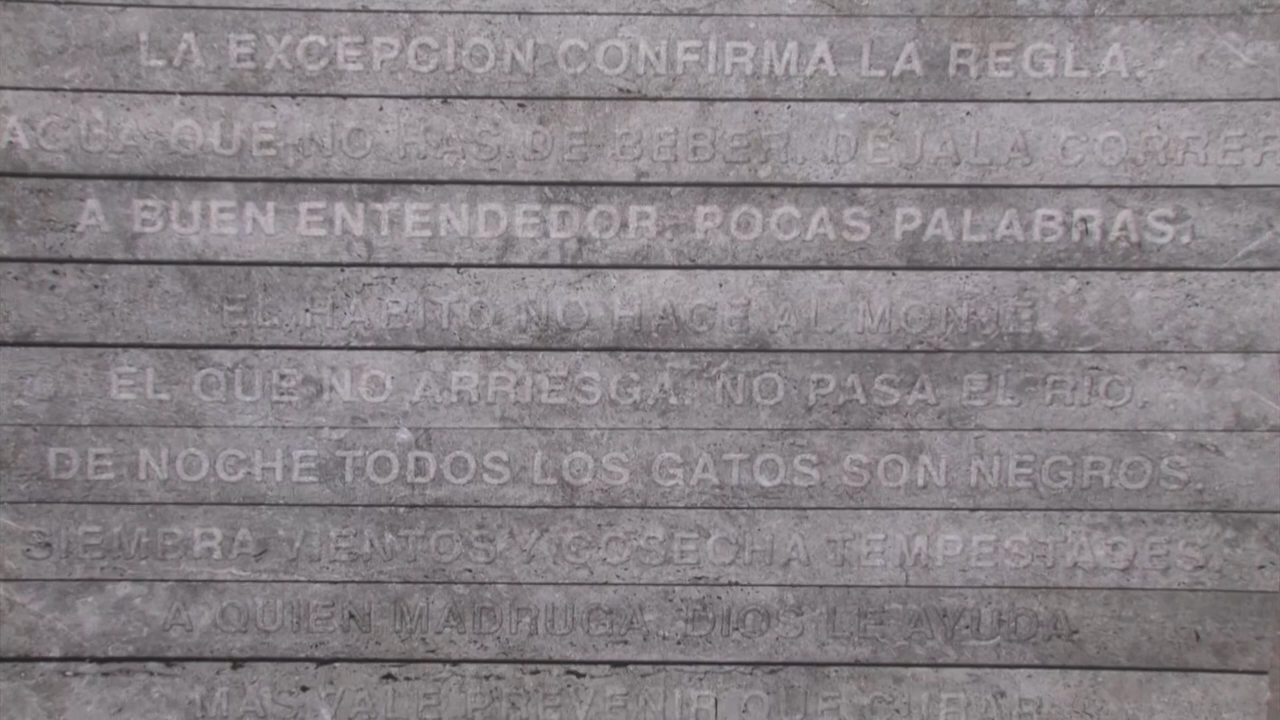 LA EXCEPCION CONFIRMA LA REGLA.
AGUA QUE NO HAS DE BEBER, DEJALA CORRER
A BUEN ENTENDEDOR, POCAS PALABRAS.
EL HABITO NO HACE AL MONJE
EL QUE NO ARRIESGA, NO PASA EL RIO.
DE NOCHE TODOS LOS GATOS SON NEGROS.
SIEMBRA VIENTOS Y COSECHA TEMPESTADES.
A QUIEN MADRUGA, DIOS LE AYUDA
MAS VALE PREVENIR QUE CURAR